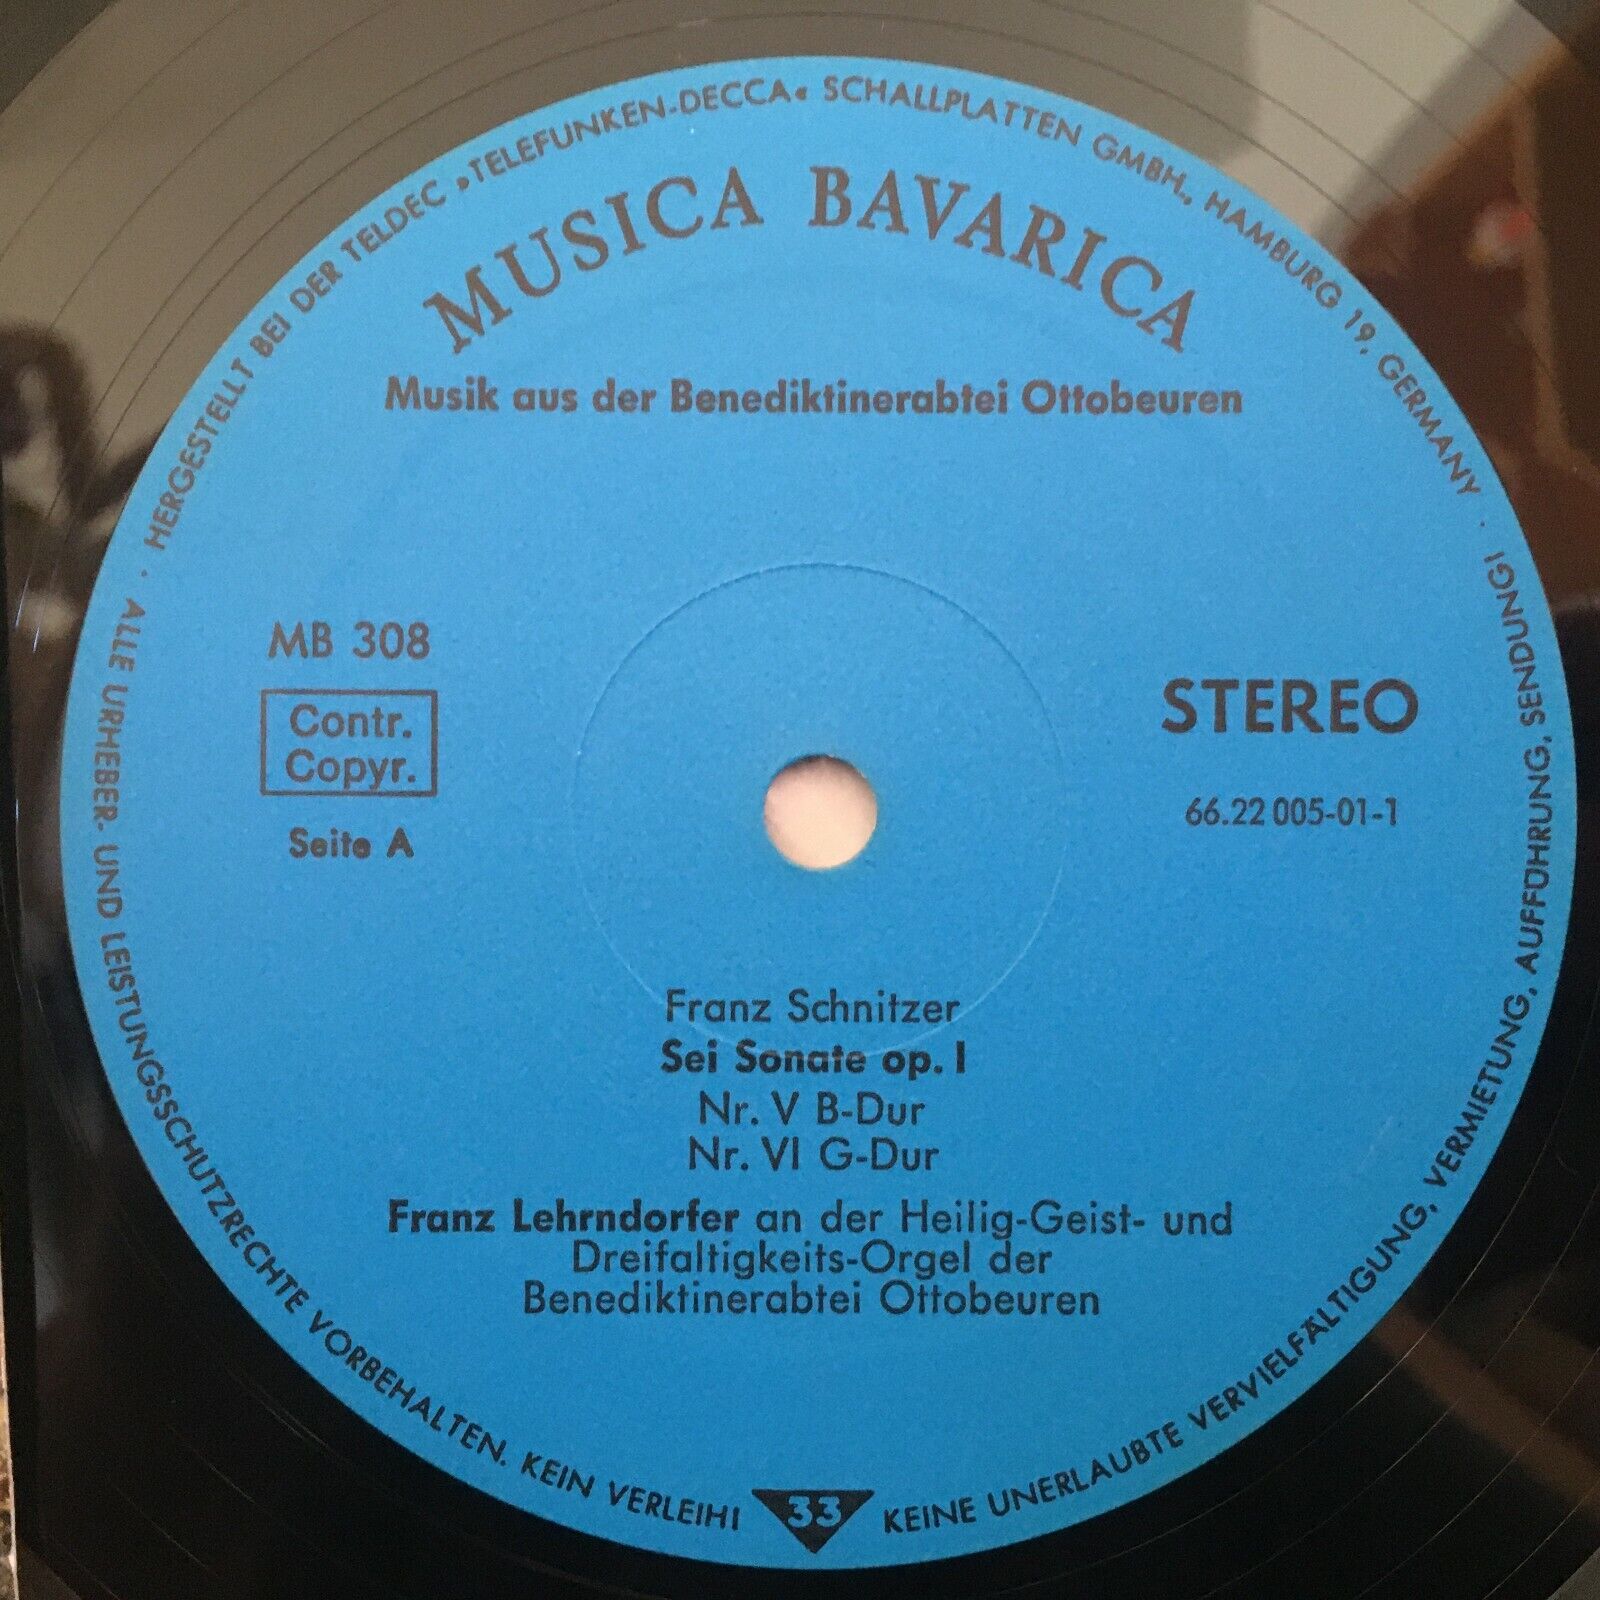 HERGESTELLT BEI DER TELDEC »TELEFUNKEN-DECCA« SCHALLPLATTEN GMBH., HAMBURG 19, GERMANY ·
MUSICA BAVARICA
Musik aus der Benediktinerabtei Ottobeuren
MB 308
Contr.
Copyr.
Seite A
STEREO
66.22 005-01-1
Franz Schnitzer
Sei Sonate op. I
Nr. V B-Dur
Nr. VI G-Dur
Franz Lehrndorfer an der Heilig-Geist- und
Dreifaltigkeits-Orgel der
Benediktinerabtei Ottobeuren
· ALLE URHEBER- UND LEISTUNGSSCHUTZRECHTE VORBEHALTEN. KEIN VERLEIH!
33
KEINE UNERLAUBTE VERVIELFÄLTIGUNG, VERMIETUNG, AUFFÜHRUNG, SENDUNG!